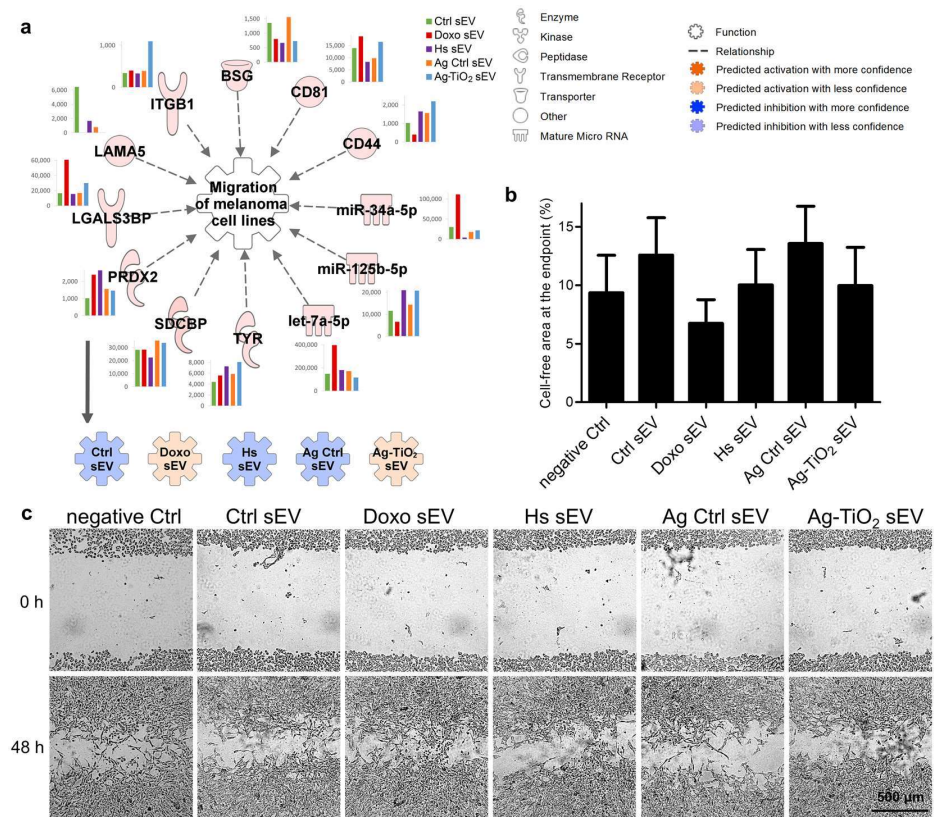 a
Ctrl sEV
Doxo sEV
Hs sEV
Ag Ctrl sEV
Ag-TiO₂ sEV
1,000
0
ITGB1
1,500
1,000
500
0
BSG
15,000
10,000
5,000
0
CD81
6,000
4,000
2,000
0
LAMA5
2,000
1,000
0
CD44
60,000
40,000
20,000
0
LGALS3BP
Migration
of melanoma
cell lines
miR-34a-5p
100,000
50,000
0
PRDX2
2,000
1,000
0
miR-125b-5p
20,000
10,000
0
SDCBP
30,000
20,000
10,000
0
TYR
8,000
6,000
4,000
2,000
0
let-7a-5p
400,000
200,000
0
Ctrl
sEV
Doxo
sEV
Hs
sEV
Ag Ctrl
sEV
Ag-TiO₂
sEV
Enzyme
Kinase
Peptidase
Transmembrane Receptor
Transporter
Other
Mature Micro RNA
Function
Relationship
Predicted activation with more confidence
Predicted activation with less confidence
Predicted inhibition with more confidence
Predicted inhibition with less confidence
b
Cell-free area at the endpoint (%)
15
10
5
0
negative Ctrl
Ctrl sEV
Doxo sEV
Hs sEV
Ag Ctrl sEV
Ag-TiO₂ sEV
c
negative Ctrl
Ctrl sEV
Doxo sEV
Hs sEV
Ag Ctrl sEV
Ag-TiO₂ sEV
0 h
48 h
500 µm